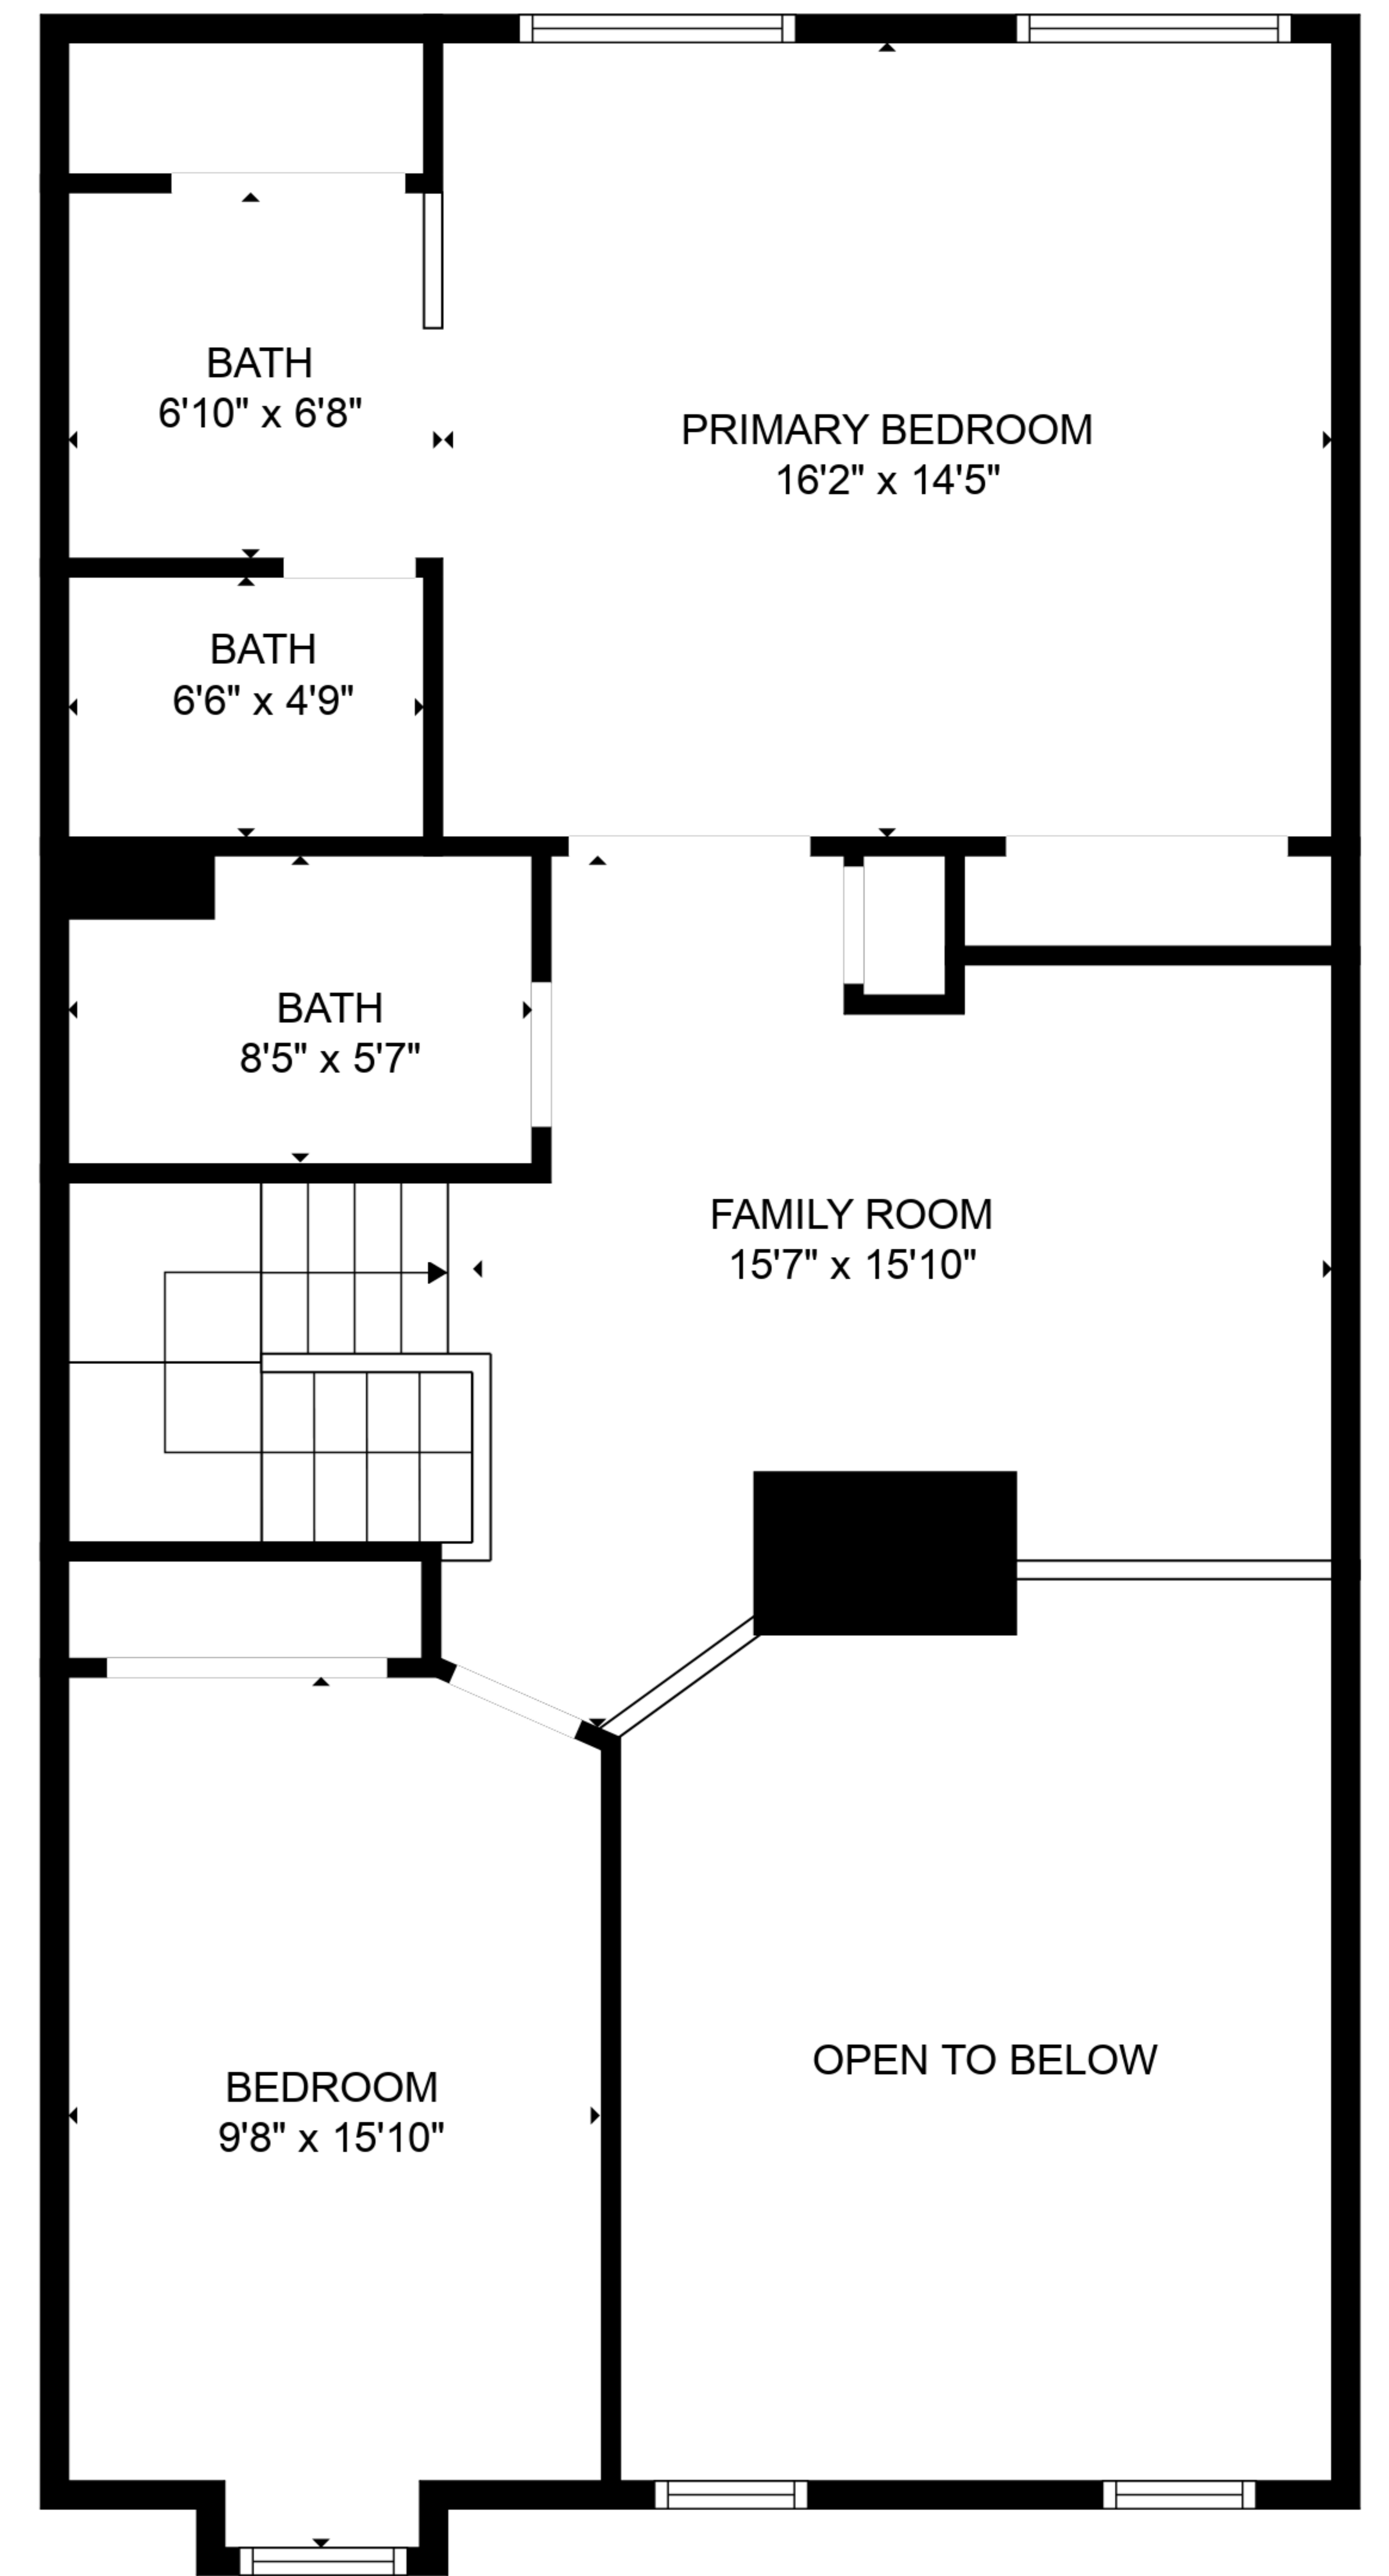 BATH
6'10" x 6'8"
PRIMARY BEDROOM
16'2" x 14'5"
BATH
6'6" x 4'9"
BATH
8'5" x 5'7"
FAMILY ROOM
15'7" x 15'10"
OPEN TO BELOW
BEDROOM
9'8" x 15'10"